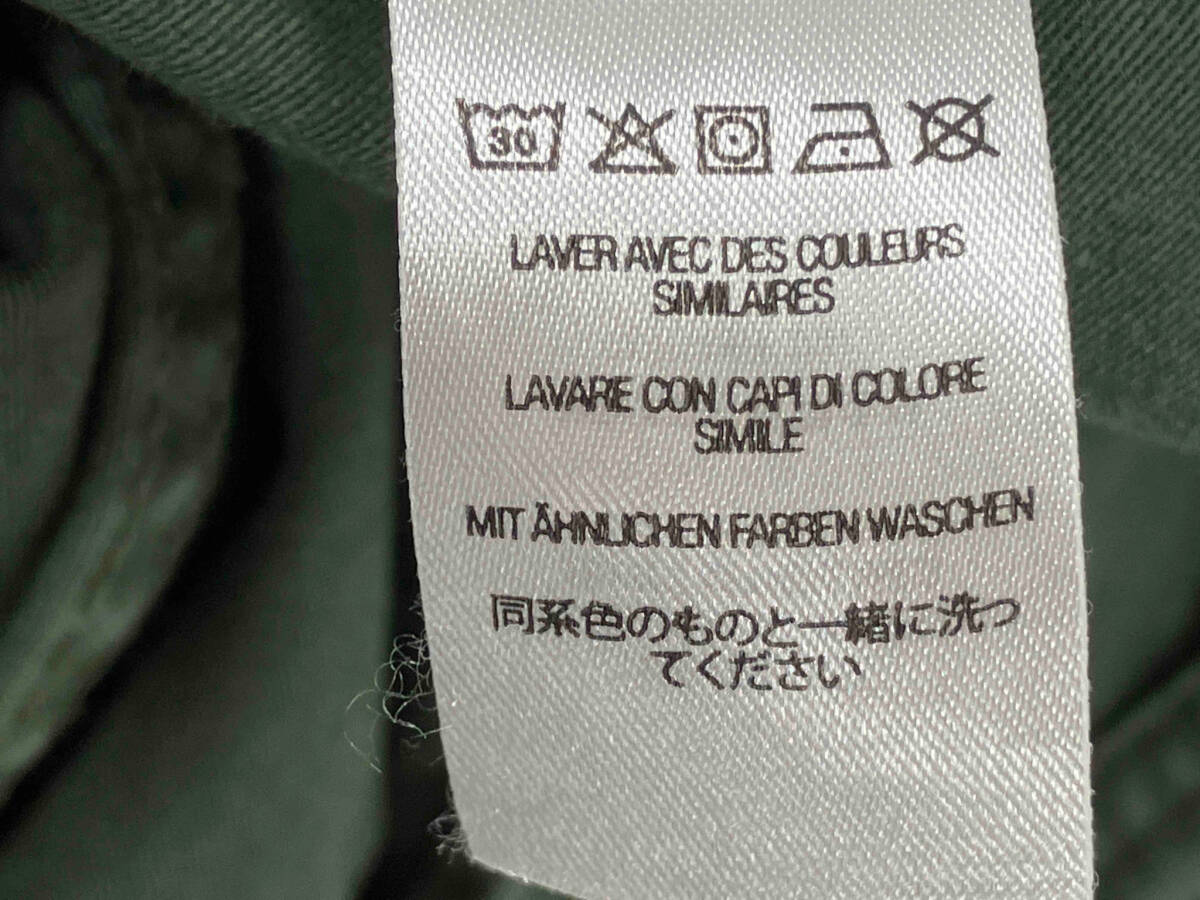 30
LAVER AVEC DES COULEURS
SIMILAIRES
LAVARE CON CAPI DI COLORE
SIMILE
MIT ÄHNLICHEN FARBEN WASCHEN
同系色のものと一緒に洗っ
てください